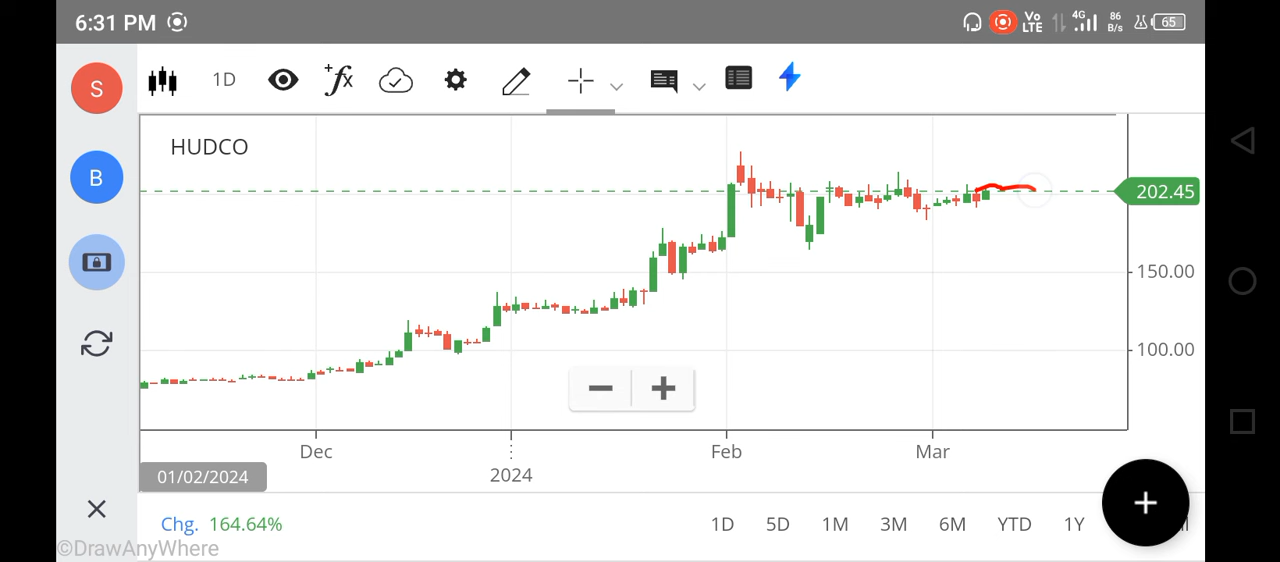 6:31 PM Vo LTE 4G 86 B/s 65
S 1D fx
HUDCO
B
202.45
150.00
100.00
Dec Feb Mar
2024
01/02/2024
Chg. 164.64% 1D 5D 1M 3M 6M YTD 1Y
©DrawAnyWhere